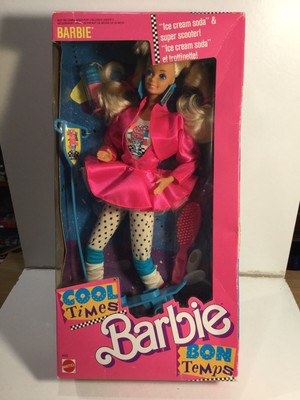 BARBIE®
"Ice cream soda" &
super scooter!
"Ice cream soda"
et trottinette!
COOL
TiMEs
Barbie
BON
TEMPS
MATTEL